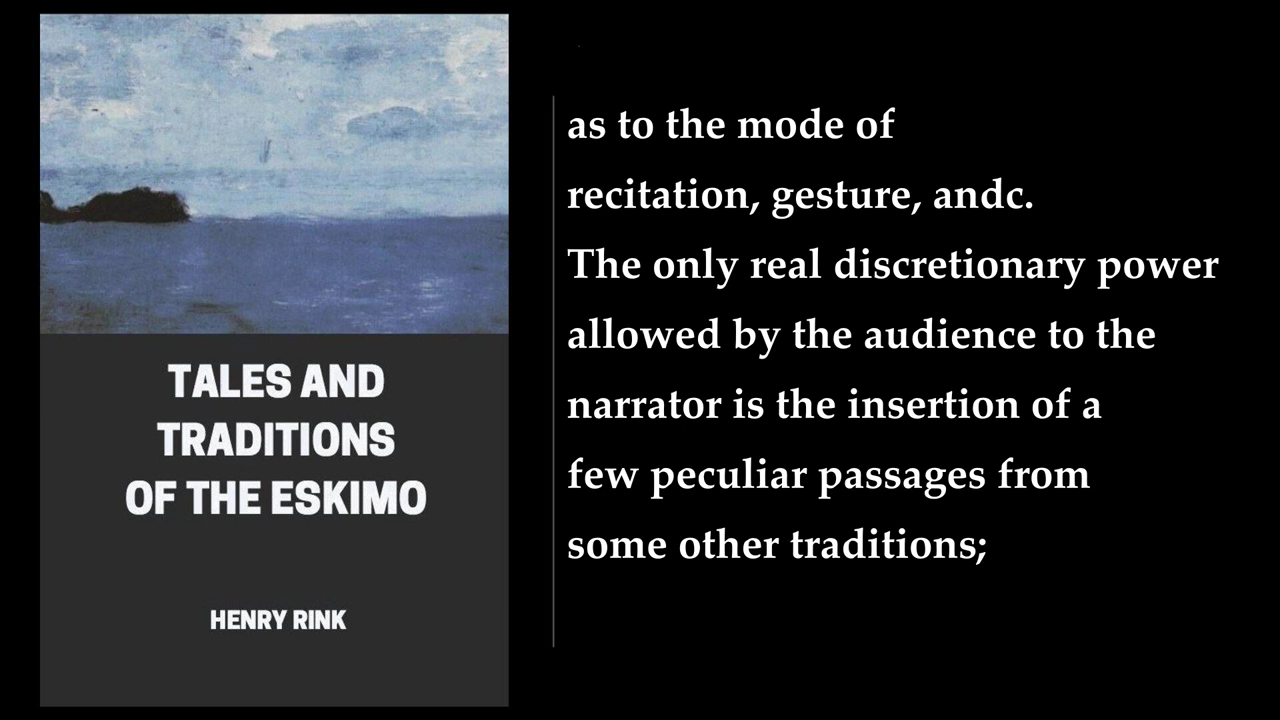 TALES AND
TRADITIONS
OF THE ESKIMO
HENRY RINK
as to the mode of
recitation, gesture, andc.
The only real discretionary power
allowed by the audience to the
narrator is the insertion of a
few peculiar passages from
some other traditions;